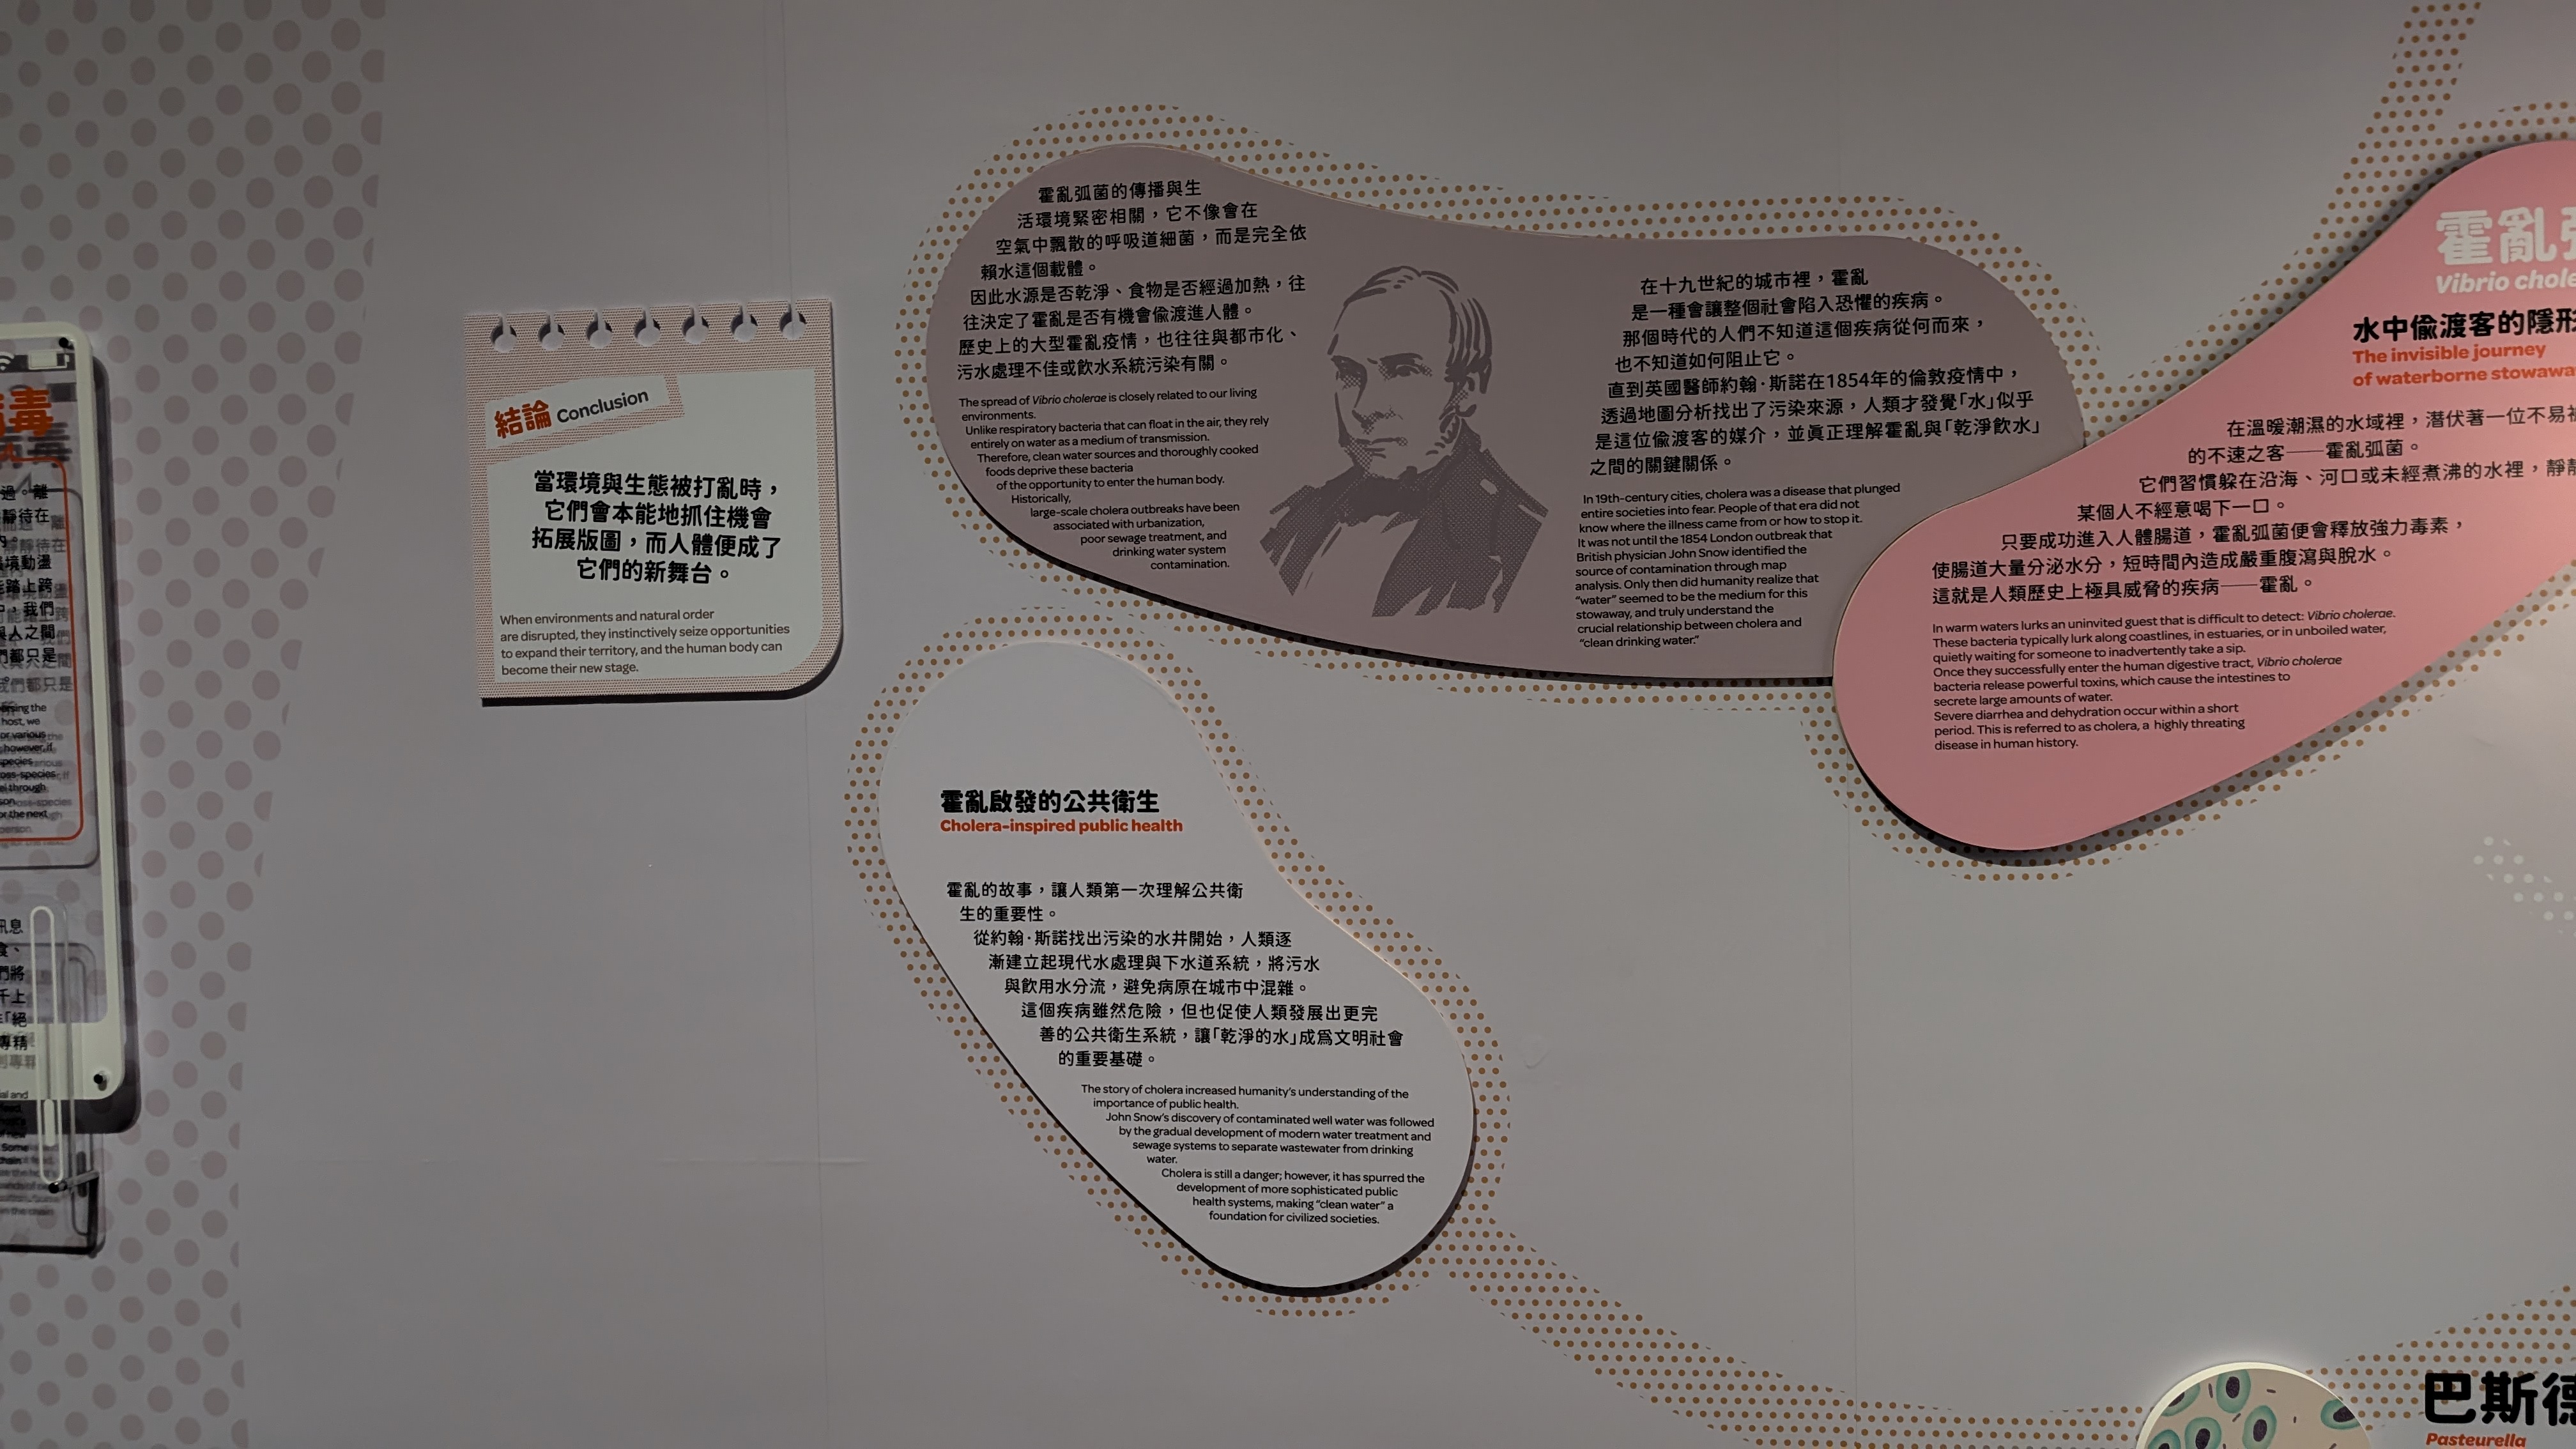 結論 Conclusion
當環境與生態被打亂時，
它們會本能地抓住機會
拓展版圖，而人體便成了
它們的新舞台。
When environments and natural order
are disrupted, they instinctively seize opportunities
to expand their territory, and the human body can
become their new stage.
霍亂弧菌的傳播與生
活環境緊密相關，它不像會在
空氣中飄散的呼吸道細菌，而是完全依
賴水這個載體。
因此水源是否乾淨、食物是否經過加熱，往
往決定了霍亂是否有機會偷渡進人體。
歷史上的大型霍亂疫情，也往往與都市化、
污水處理不佳或飲水系統污染有關。
The spread of Vibrio cholerae is closely related to our living
environments.
Unlike respiratory bacteria that can float in the air, they rely
entirely on water as a medium of transmission.
Therefore, clean water sources and thoroughly cooked
foods deprive these bacteria
of the opportunity to enter the human body.
Historically,
large-scale cholera outbreaks have been
associated with urbanization,
poor sewage treatment, and
drinking water system
contamination.
在十九世紀的城市裡，霍亂
是一種會讓整個社會陷入恐懼的疾病。
那個時代的人們不知道這個疾病從何而來，
也不知道如何阻止它。
直到英國醫師約翰·斯諾在1854年的倫敦疫情中，
透過地圖分析找出了污染來源，人類才發覺「水」似乎
是這位偷渡客的媒介，並真正理解霍亂與「乾淨飲水」
之間的關鍵關係。
In 19th-century cities, cholera was a disease that plunged
entire societies into fear. People of that era did not
know where the illness came from or how to stop it.
It was not until the 1854 London outbreak that
British physician John Snow identified the
source of contamination through map
analysis. Only then did humanity realize that
"water" seemed to be the medium for this
stowaway, and truly understand the
crucial relationship between cholera and
"clean drinking water."
霍亂
Vibrio
水中偷渡客的隱形
The invisible journey
of waterborne
在溫暖潮濕的水域裡，潛伏著一位不易
的不速之客——霍亂弧菌。
它們習慣躲在沿海、河口或未經煮沸的水裡，靜
某個人不經意喝下一口。
只要成功進入人體腸道，霍亂弧菌便會釋放強力毒素，
使腸道大量分泌水分，短時間內造成嚴重腹瀉與脫水。
這就是人類歷史上極具威脅的疾病——霍亂。
In warm waters lurks an uninvited guest that is difficult to detect: Vibrio cholerae.
These bacteria typically lurk along coastlines, in estuaries, or in unboiled water,
quietly waiting for someone to inadvertently take a sip.
Once they successfully enter the human digestive tract, Vibrio cholerae
bacteria release powerful toxins, which cause the intestines to
secrete large amounts of water.
Severe diarrhea and dehydration occur within a short
period. This is referred to as cholera, a highly threating
disease in human history.
霍亂啟發的公共衛生
Cholera-inspired public health
霍亂的故事，讓人類第一次理解公共衛
生的重要性。
從約翰·斯諾找出污染的水井開始，人類逐
漸建立起現代水處理與下水道系統，將污水
與飲用水分流，避免病原在城市中混雜。
這個疾病雖然危險，但也促使人類發展出更完
善的公共衛生系統，讓「乾淨的水」成為文明社會
的重要基礎。
The story of cholera increased humanity's understanding of the
importance of public health.
John Snow's discovery of contaminated well water was followed
by the gradual development of modern water treatment and
sewage systems to separate wastewater from drinking
water.
Cholera is still a danger; however, it has spurred the
development of more sophisticated public
health systems, making "clean water" a
foundation for civilized societies.
巴斯德
Pasteurella